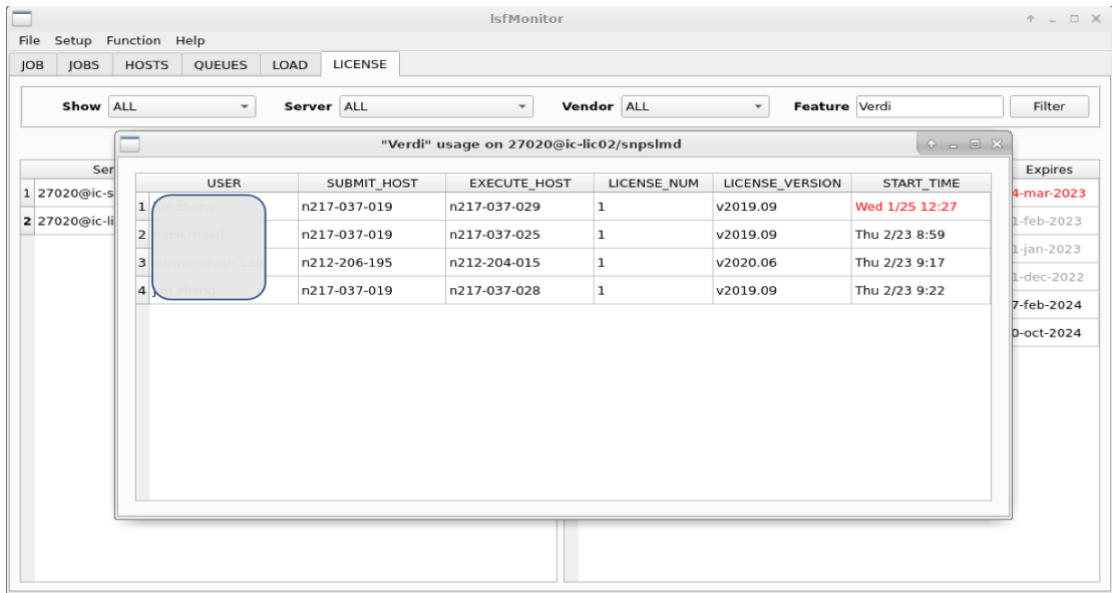 lsfMonitor
File Setup Function Help
JOB JOBS HOSTS QUEUES LOAD LICENSE
Show ALL Server ALL Vendor ALL Feature Verdi Filter
"Verdi" usage on 27020@ic-lic02/snpslmd
Ser Expires
USER SUBMIT_HOST EXECUTE_HOST LICENSE_NUM LICENSE_VERSION START_TIME
1 27020@ic-s 4-mar-2023
1 n217-037-019 n217-037-029 1 v2019.09 Wed 1/25 12:27
2 27020@ic-li 1-feb-2023
2 n217-037-019 n217-037-025 1 v2019.09 Thu 2/23 8:59
1-jan-2023
3 n212-206-195 n212-204-015 1 v2020.06 Thu 2/23 9:17
1-dec-2022
4 n217-037-019 n217-037-028 1 v2019.09 Thu 2/23 9:22
7-feb-2024
0-oct-2024